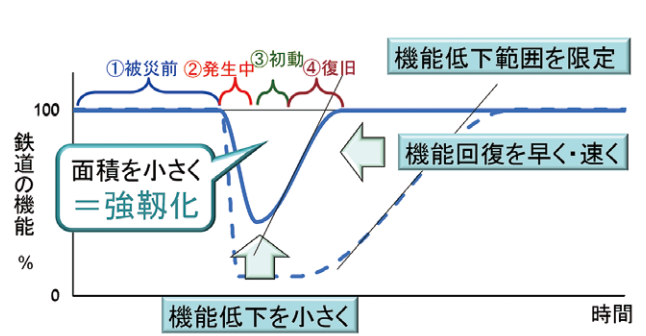 機能低下範囲を限定
①被災前
②発生中
③初動
④復旧
100
鉄道の機能 %
面積を小さく
＝強靱化
機能回復を早く・速く
0
機能低下を小さく
時間